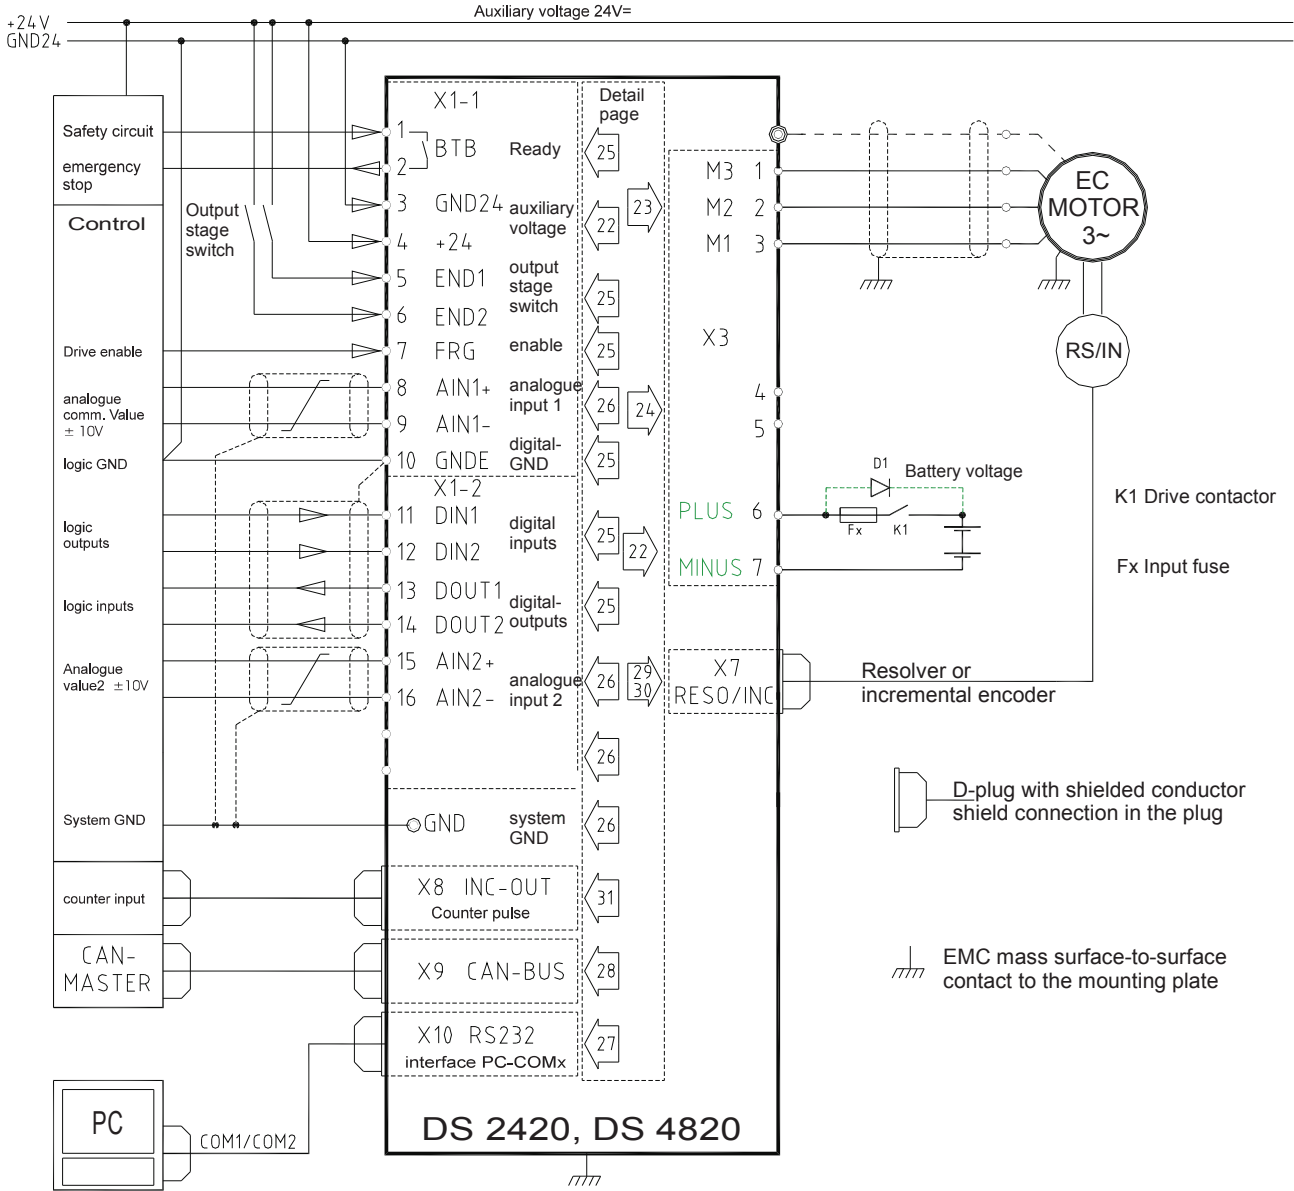 Auxiliary voltage 24V=
+24V
GND24
Safety circuit
emergency
stop
Control
Output
stage
switch
Drive enable
analogue
comm. Value
± 10V
logic GND
logic
outputs
logic inputs
Analogue
value2 ±10V
System GND
counter input
CAN-
MASTER
PC
COM1/COM2
X1-1
1
BTB Ready
2
3 GND24 auxiliary
voltage
4 +24
5 END1 output
stage
switch
6 END2
7 FRG enable
8 AIN1+ analogue
input 1
9 AIN1-
10 GNDE digital-
GND
X1-2
11 DIN1 digital
inputs
12 DIN2
13 DOUT1 digital-
outputs
14 DOUT2
15 AIN2+ analogue
input 2
16 AIN2-
GND system
GND
X8 INC-OUT
Counter pulse
X9 CAN-BUS
X10 RS232
interface PC-COMx
Detail
page
25
23
22
25
25
26
24
25
25
22
25
26
29
30
26
26
31
28
27
M3 1
M2 2
M1 3
X3
4
5
PLUS 6
MINUS 7
X7
RESO/INC
DS 2420, DS 4820
EC
MOTOR
3~
RS/IN
D1
Battery voltage
Fx K1
K1 Drive contactor
Fx Input fuse
Resolver or
incremental encoder
D-plug with shielded conductor
shield connection in the plug
EMC mass surface-to-surface
contact to the mounting plate